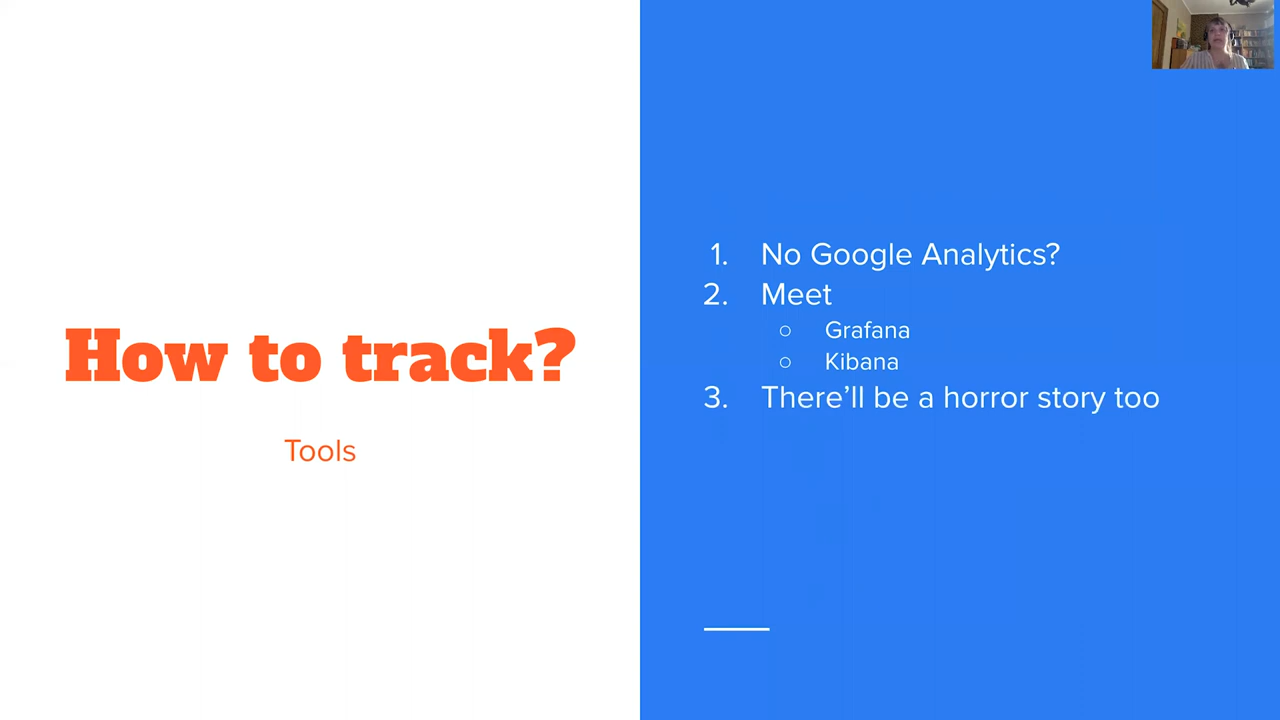 How to track?
Tools
1. No Google Analytics?
2. Meet
○ Grafana
○ Kibana
3. There’ll be a horror story too